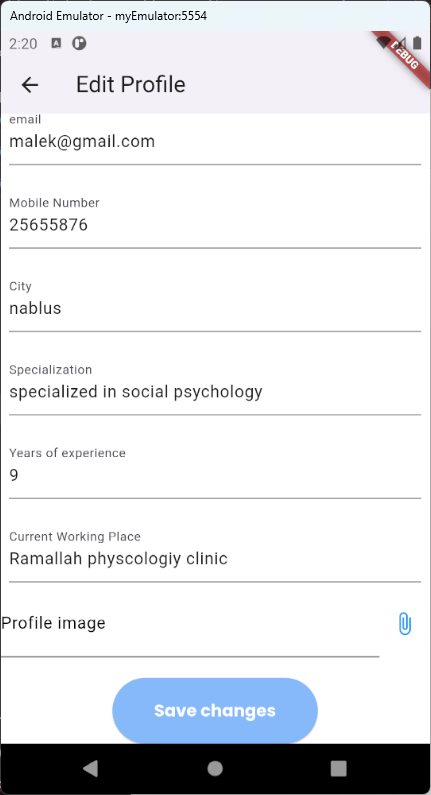 Android Emulator - myEmulator:5554
2:20
DEBUG
Edit Profile
email
malek@gmail.com
Mobile Number
25655876
City
nablus
Specialization
specialized in social psychology
Years of experience
9
Current Working Place
Ramallah physcologiy clinic
Profile image
Save changes